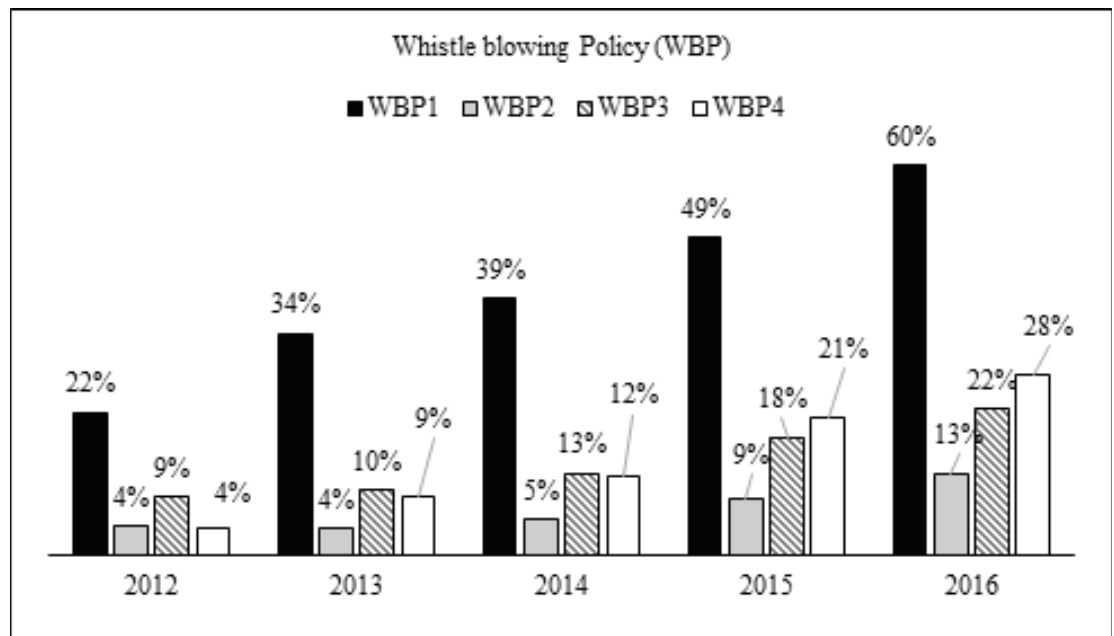 Whistle blowing Policy (WBP)
WBP1 WBP2 WBP3 WBP4
22% 4% 9% 4%
34% 4% 10% 9%
39% 5% 13% 12%
49% 9% 18% 21%
60% 13% 22% 28%
2012 2013 2014 2015 2016